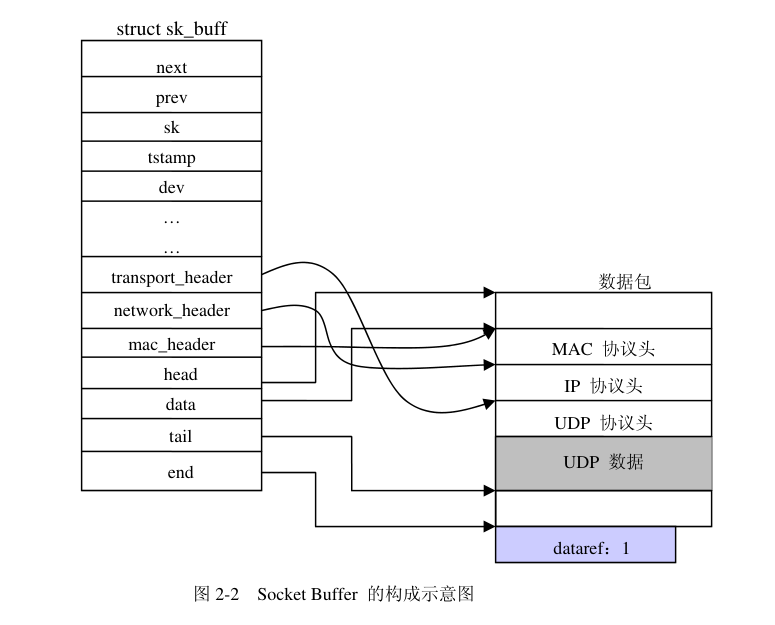 struct sk_buff
next
prev
sk
tstamp
dev
…
…
transport_header
network_header
mac_header
head
data
tail
end
数据包
MAC 协议头
IP 协议头
UDP 协议头
UDP 数据
dataref：1
图 2-2 Socket Buffer 的构成示意图